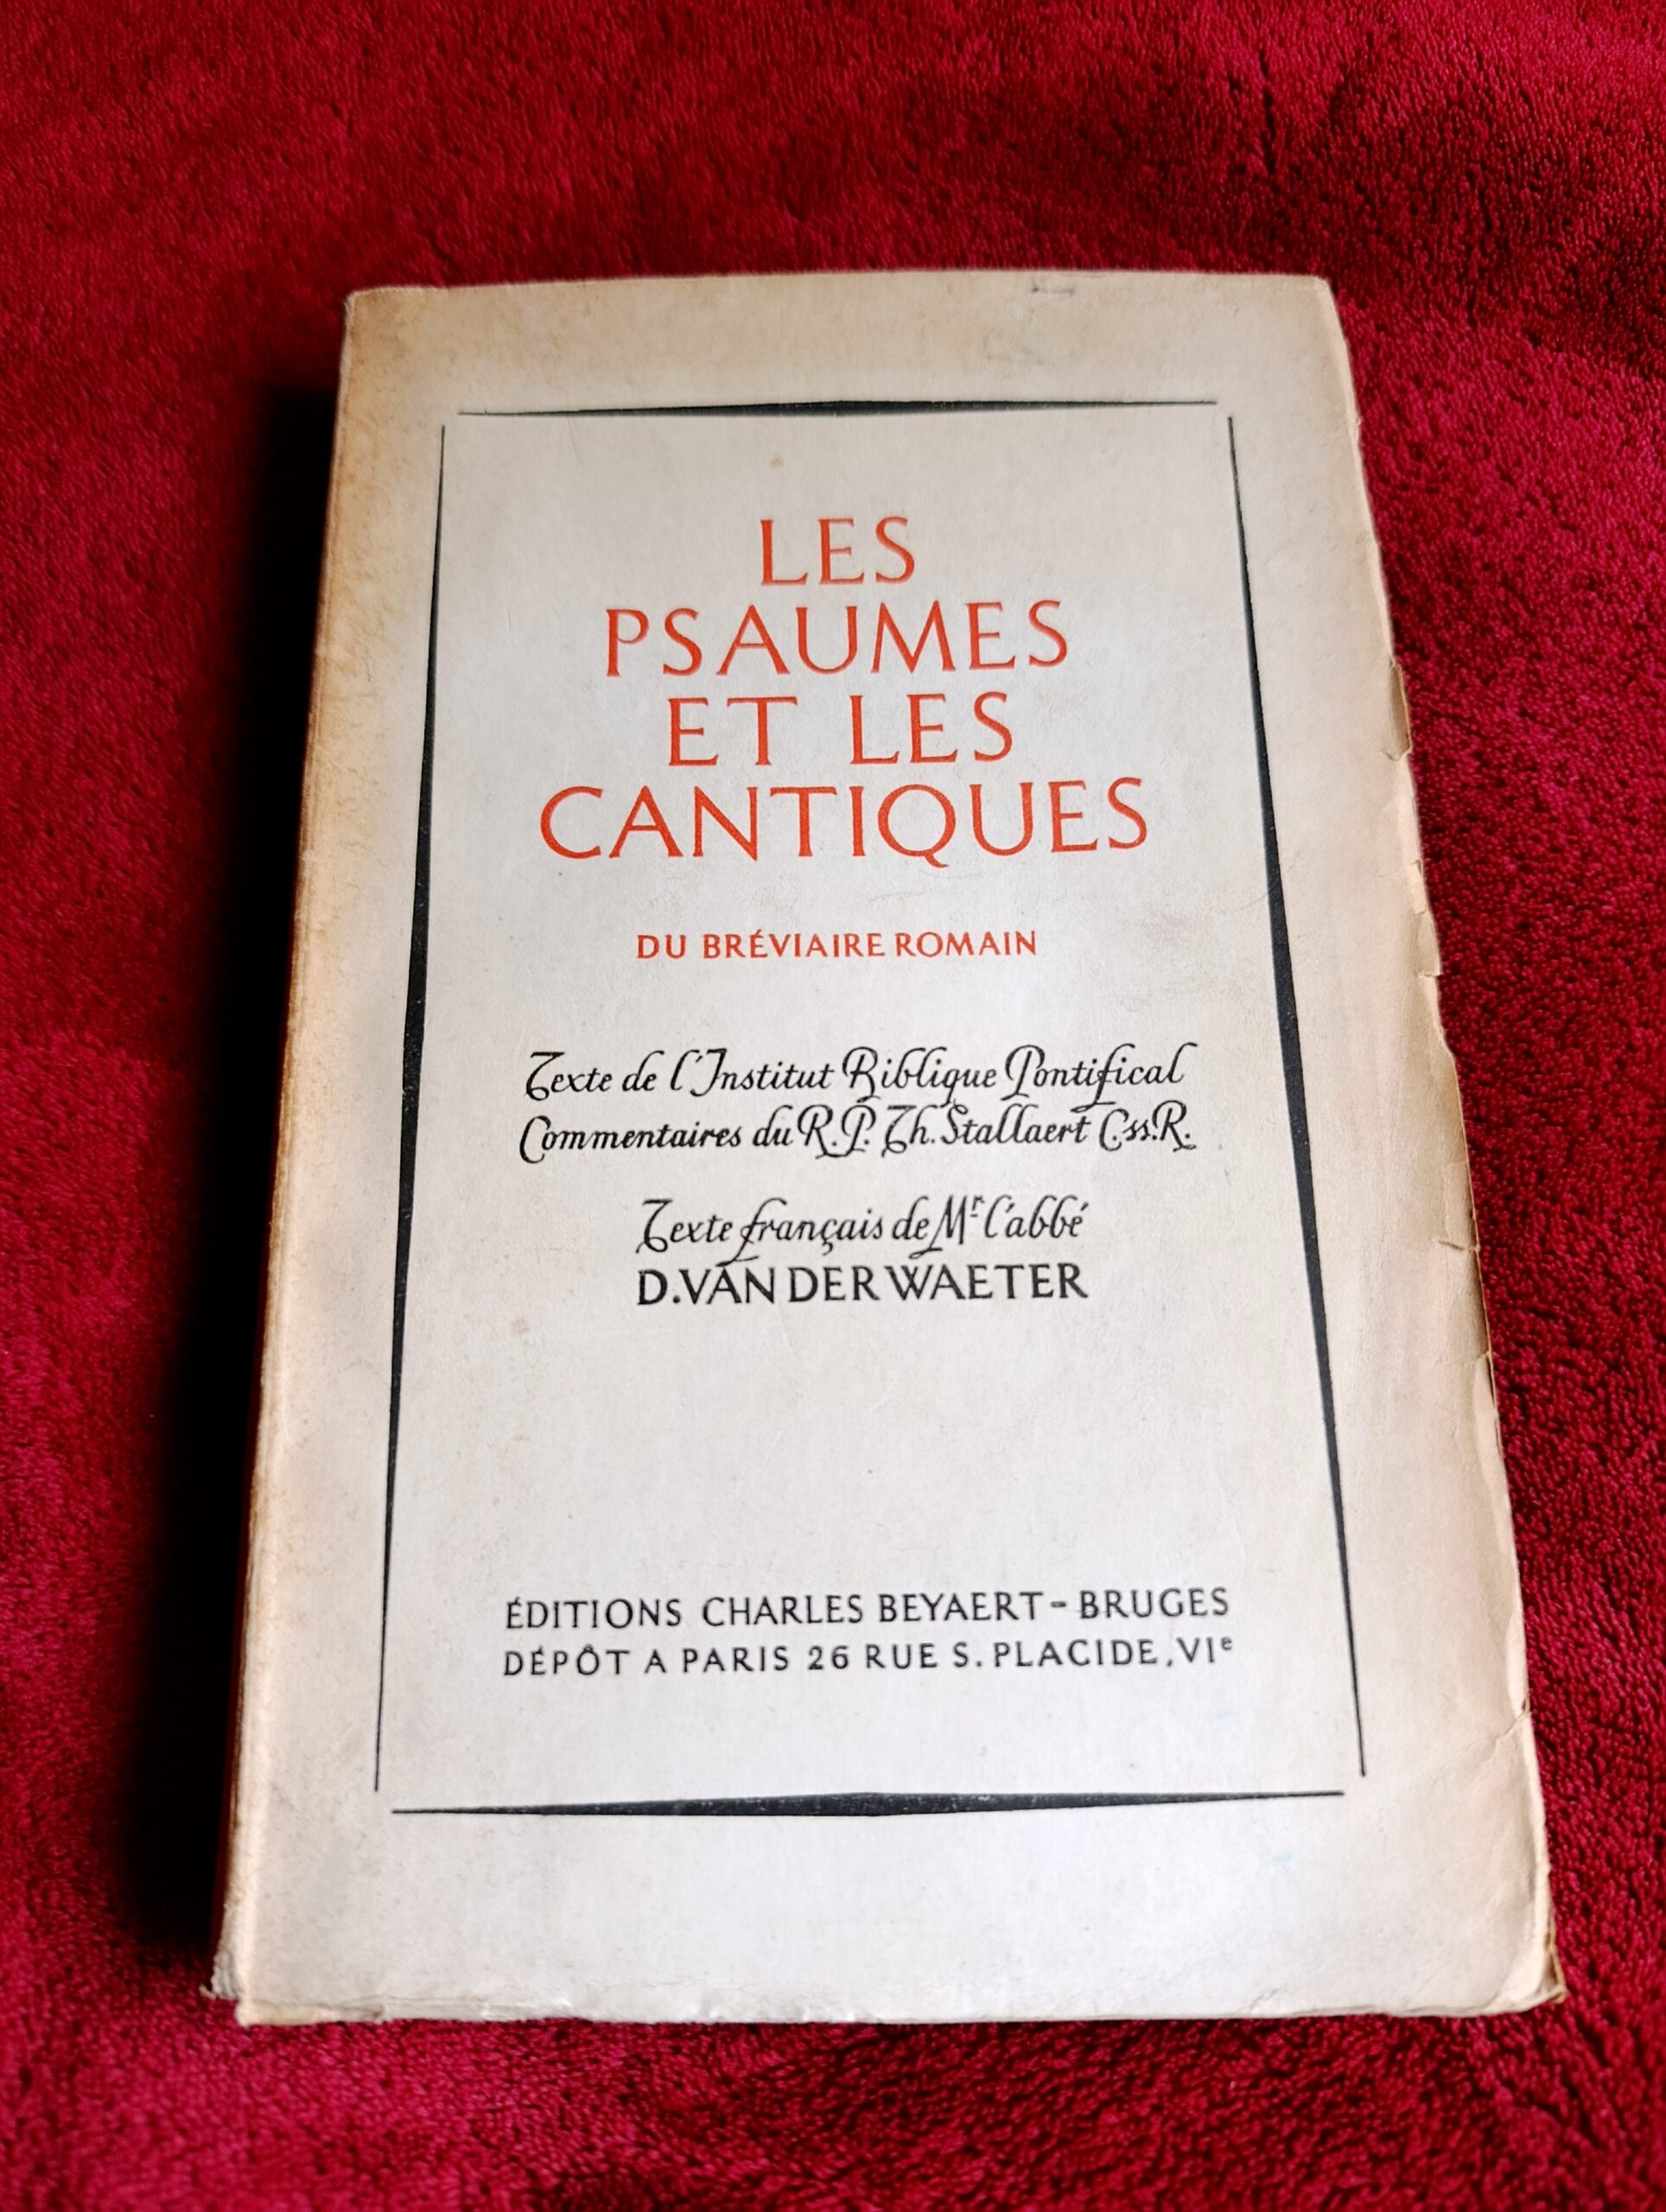 LES
PSAUMES
ET LES
CANTIQUES
DU BRÉVIAIRE ROMAIN
Texte de l'Institut Biblique Pontifical
Commentaires du R.P. Th. Stallaert C.ss.R.
Texte français de Mr l'abbé
D. VAN DER WAETER
ÉDITIONS CHARLES BEYAERT - BRUGES
DÉPÔT A PARIS 26 RUE S. PLACIDE, VIe